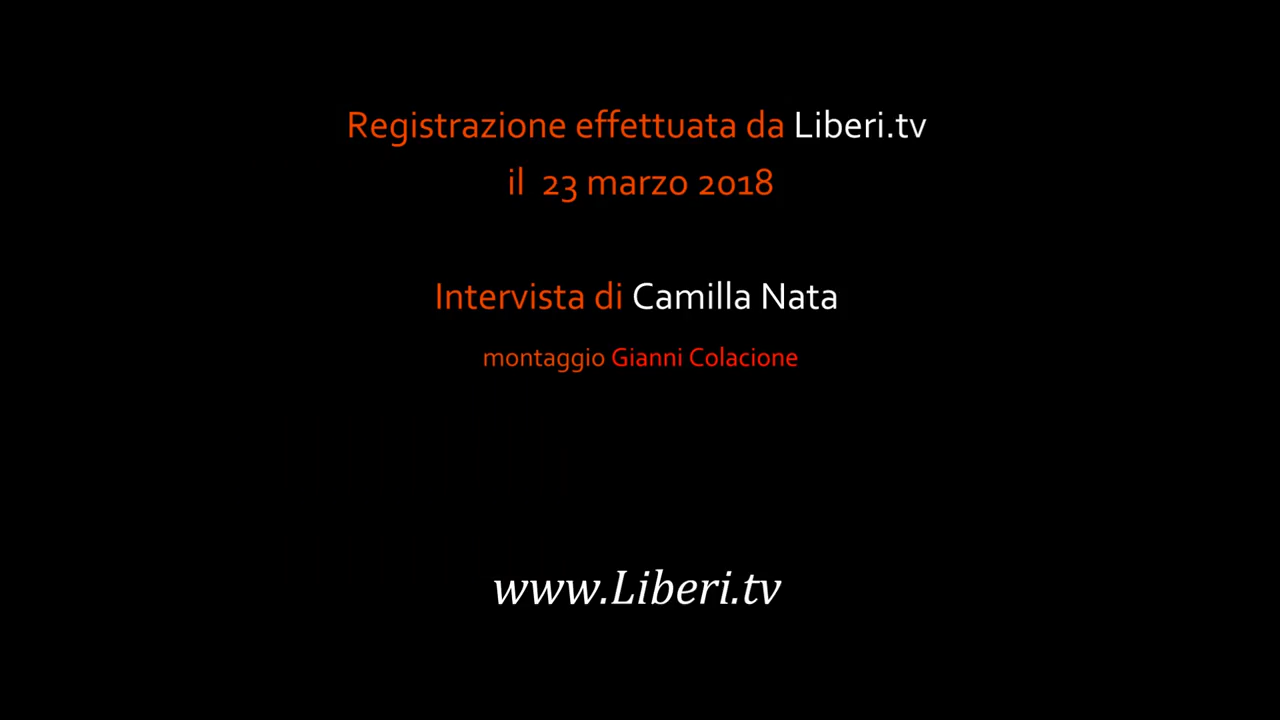 Registrazione effettuata da Liberi.tv
il 23 marzo 2018
Intervista di Camilla Nata
montaggio Gianni Colacione
www.Liberi.tv